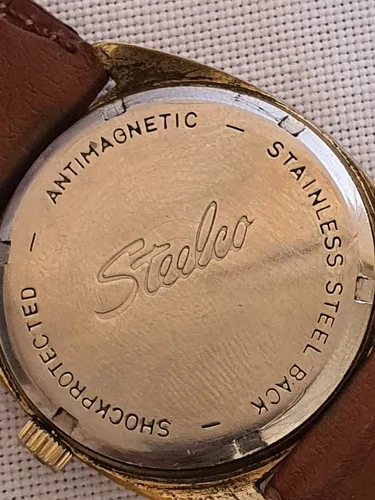 ANTIMAGNETIC —
STAINLESS STEEL BACK —
SHOCKPROTECTED —
Steelco